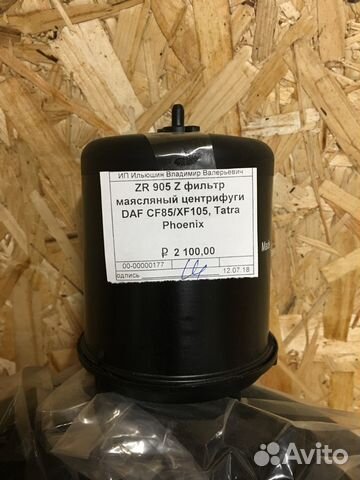 ИП Ильюшин Владимир Валерьевич
ZR 905 Z фильтр
маясляный центрифуги
DAF CF85/XF105, Tatra
Phoenix
₽ 2 100,00
00-00000177
одпись
12.07.18
Avito